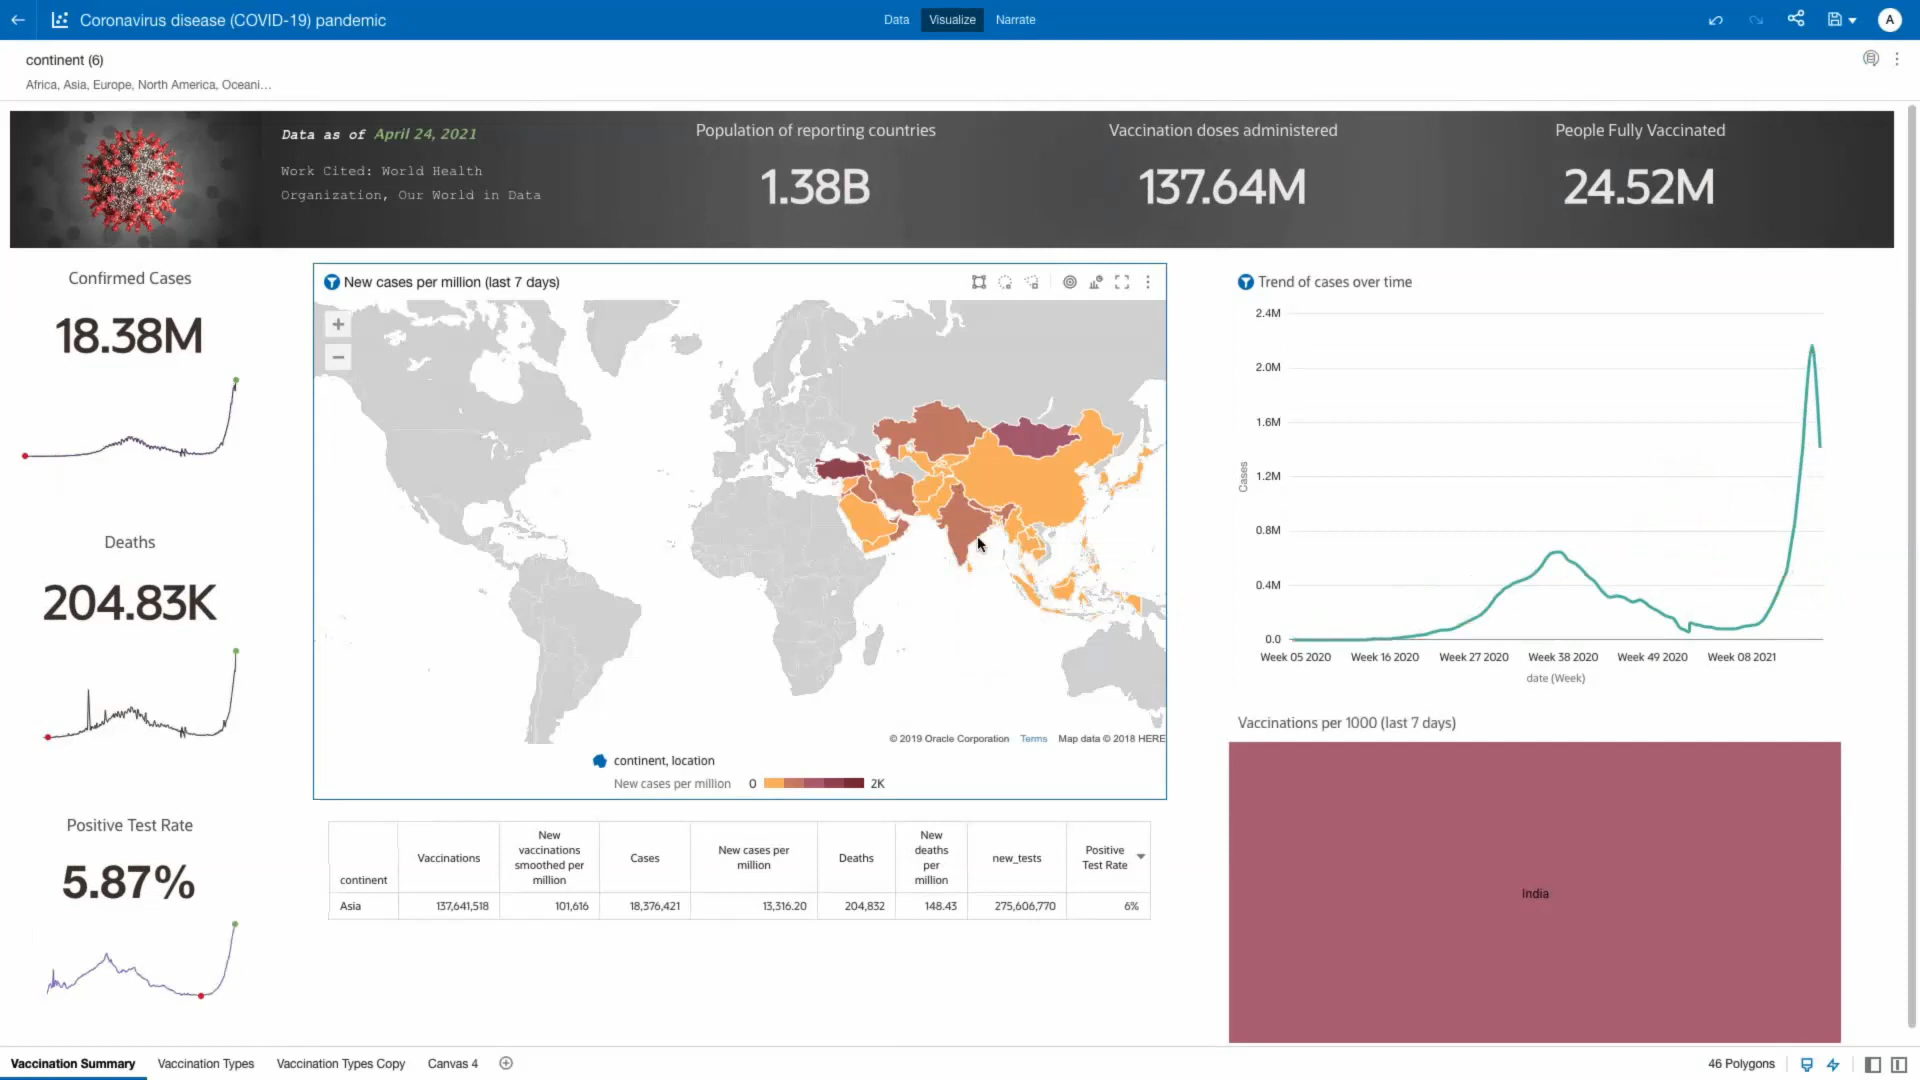 Coronavirus disease (COVID-19) pandemic
Data
Visualize
Narrate
A
continent (6)
Africa, Asia, Europe, North America, Oceani...
Data as of April 24, 2021
Work Cited: World Health
Organization, Our World in Data
Population of reporting countries
1.38B
Vaccination doses administered
137.64M
People Fully Vaccinated
24.52M
Confirmed Cases
18.38M
Deaths
204.83K
Positive Test Rate
5.87%
New cases per million (last 7 days)
+
−
© 2019 Oracle Corporation Terms Map data © 2018 HERE
continent, location
New cases per million 0 2K
continent
Vaccinations
New
vaccinations
smoothed per
million
Cases
New cases per
million
Deaths
New
deaths
per
million
new_tests
Positive
Test Rate
Asia 137,641,518 101,616 18,376,421 13,316.20 204,832 148.43 275,606,770 6%
Trend of cases over time
2.4M
2.0M
1.6M
1.2M
0.8M
0.4M
0.0
Cases
Week 05 2020 Week 16 2020 Week 27 2020 Week 38 2020 Week 49 2020 Week 08 2021
date (Week)
Vaccinations per 1000 (last 7 days)
India
Vaccination Summary
Vaccination Types
Vaccination Types Copy
Canvas 4
46 Polygons